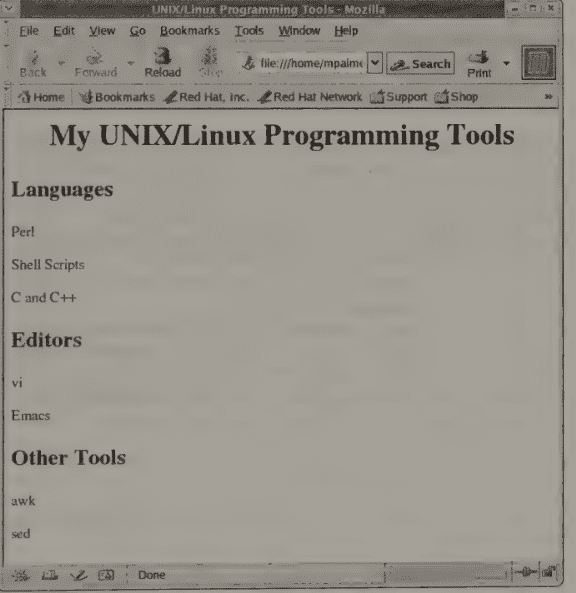 UNIX/Linux Programming Tools - Mozilla
File Edit View Go Bookmarks Tools Window Help
Back Forward Reload Stop file:///home/mpalme Search Print
Home Bookmarks Red Hat, Inc. Red Hat Network Support Shop »
My UNIX/Linux Programming Tools
Languages
Perl
Shell Scripts
C and C++
Editors
vi
Emacs
Other Tools
awk
sed
Done